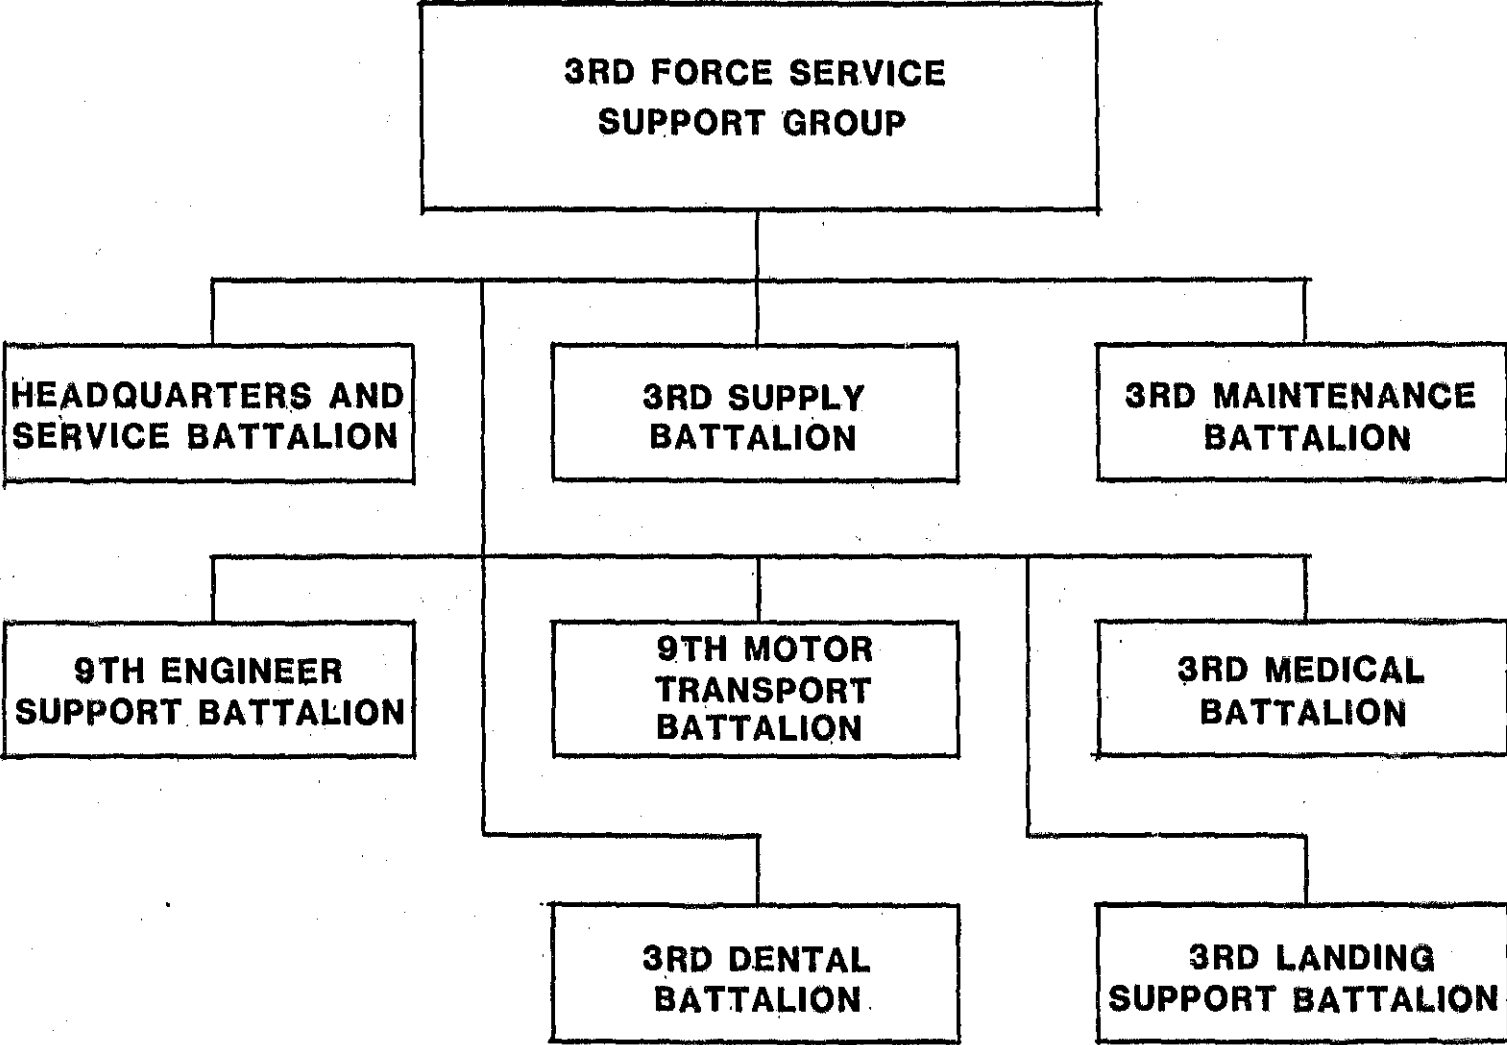 3RD FORCE SERVICE
SUPPORT GROUP
HEADQUARTERS AND
SERVICE BATTALION
3RD SUPPLY
BATTALION
3RD MAINTENANCE
BATTALION
9TH ENGINEER
SUPPORT BATTALION
9TH MOTOR
TRANSPORT
BATTALION
3RD MEDICAL
BATTALION
3RD DENTAL
BATTALION
3RD LANDING
SUPPORT BATTALION